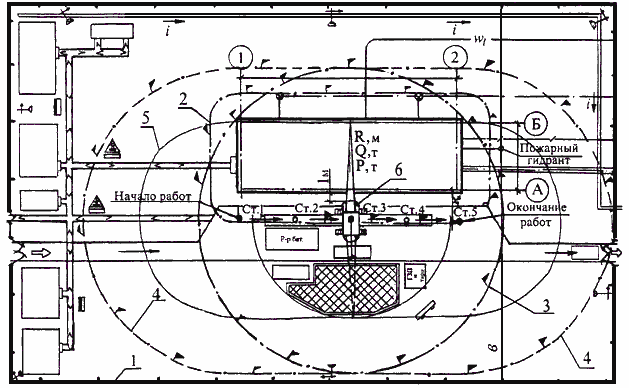 i
i
1
2
W₁
2
i
5
Б
R, м
Q, т
P, т
6
Пожарный
гидрант
м
А
Начало работ
Ст.
Ст.2
Ст.3
Ст.4
Ст.5
Окончание
работ
Р-р бет.
4
3
в
4
1